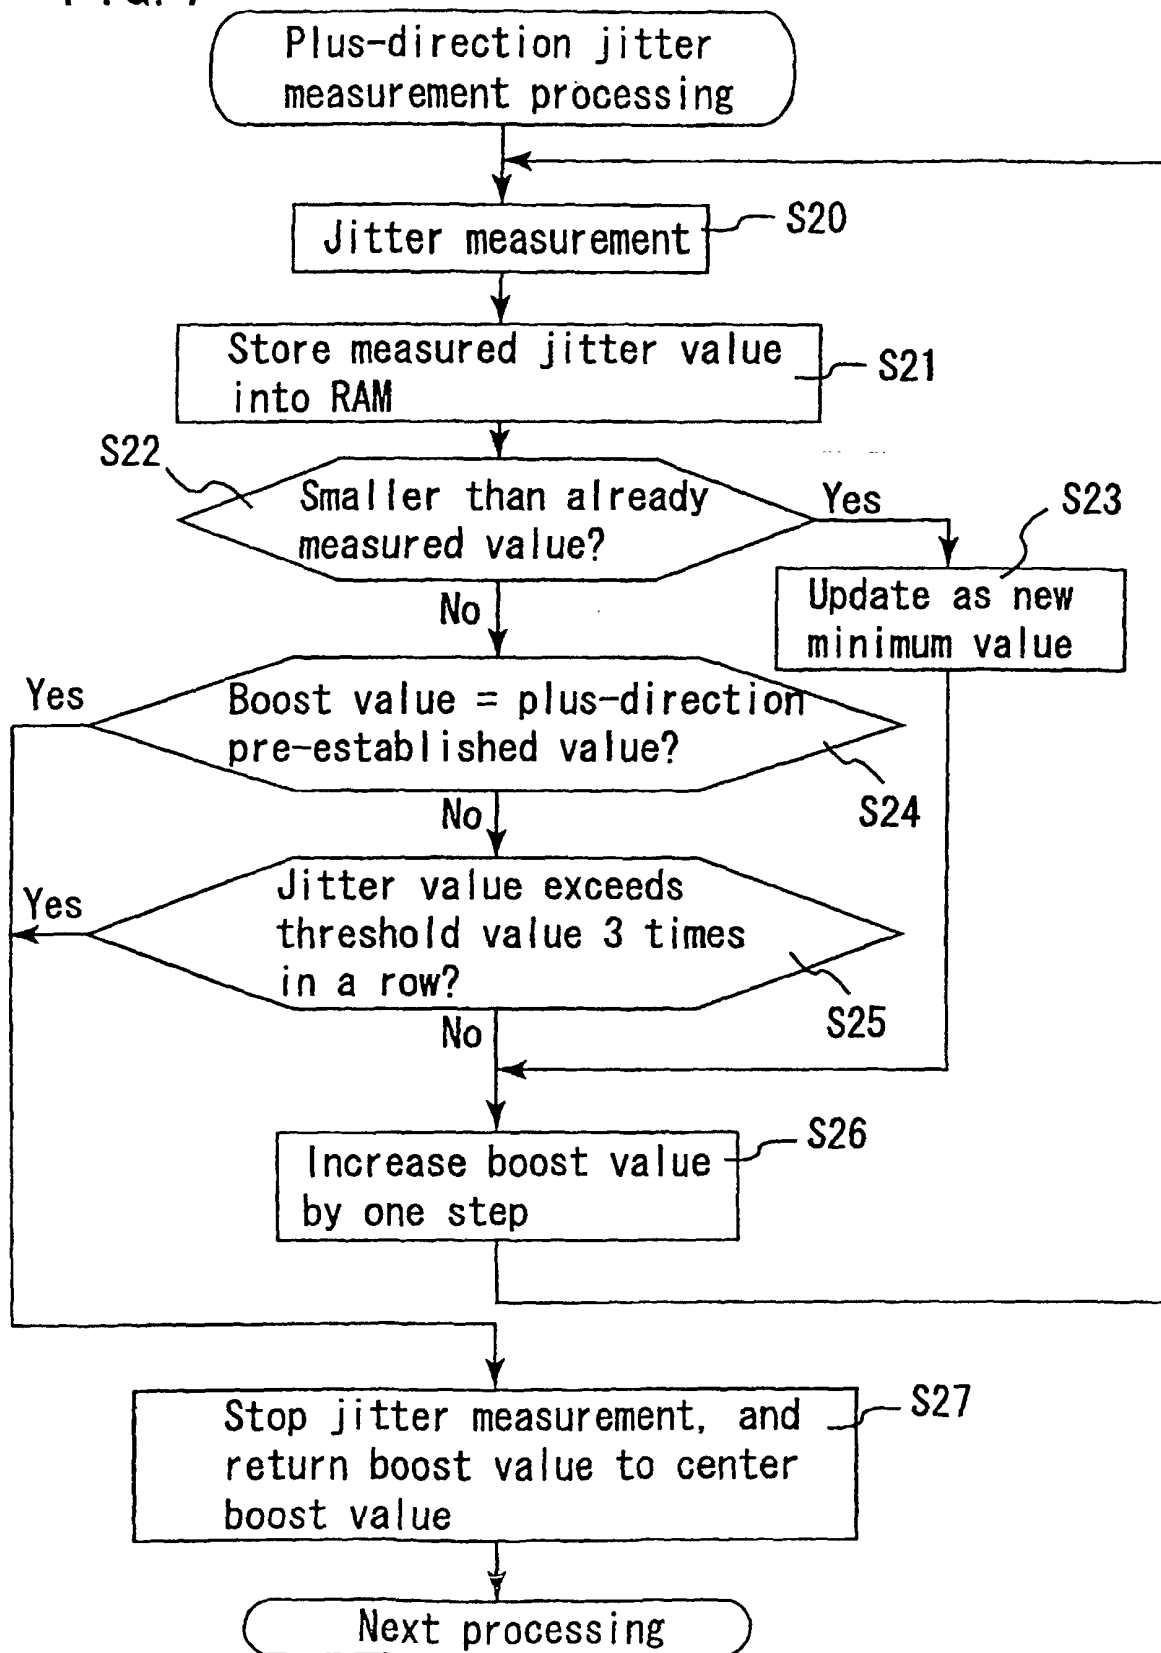 Plus-direction jitter
measurement processing
Jitter measurement
S20
Store measured jitter value
into RAM
S21
S22
Smaller than already
measured value?
Yes
S23
Update as new
minimum value
No
Yes
Boost value = plus-direction
pre-established value?
S24
No
Yes
Jitter value exceeds
threshold value 3 times
in a row?
S25
No
S26
Increase boost value
by one step
S27
Stop jitter measurement, and
return boost value to center
boost value
Next processing